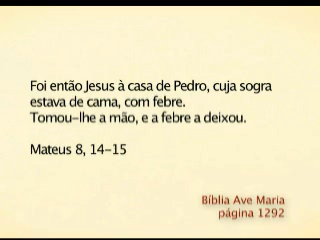 Foi então Jesus à casa de Pedro, cuja sogra
estava de cama, com febre.
Tomou-lhe a mão, e a febre a deixou.
Mateus 8, 14-15
Bíblia Ave Maria
página 1292